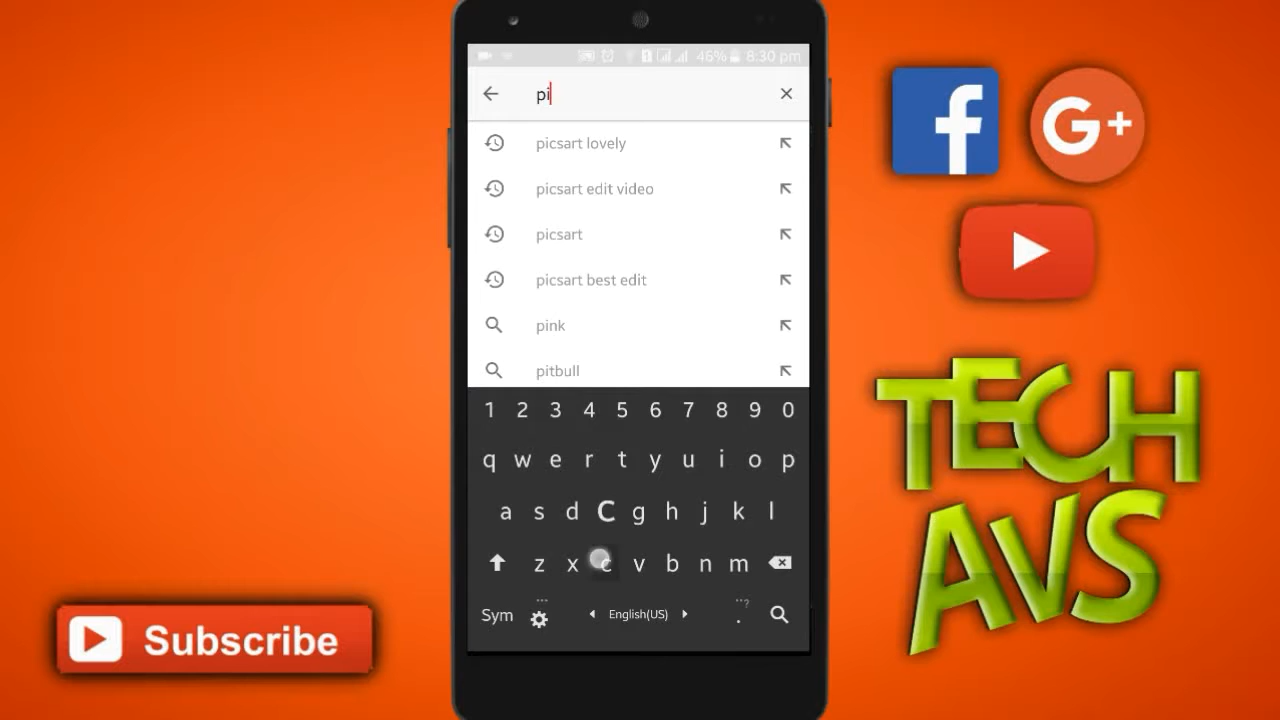 46% 8:30 pm
pi
picsart lovely
picsart edit video
picsart
picsart best edit
pink
pitbull
1 2 3 4 5 6 7 8 9 0
q w e r t y u i o p
a s d C g h j k l
z x c v b n m
Sym English(US) .
f
G+
TECH
AVS
Subscribe